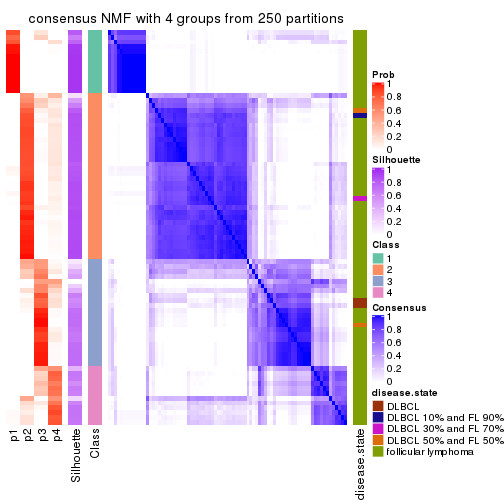 consensus NMF with 4 groups from 250 partitions
Prob
1
0.8
0.6
0.4
0.2
0
Silhouette
1
0.8
0.6
0.4
0.2
0
Class
1
2
3
4
Consensus
1
0.8
0.6
0.4
0.2
0
disease.state
DLBCL
DLBCL 10% and FL 90%
DLBCL 30% and FL 70%
DLBCL 50% and FL 50%
follicular lymphoma
p1
p2
p3
p4
Silhouette
Class
disease.state